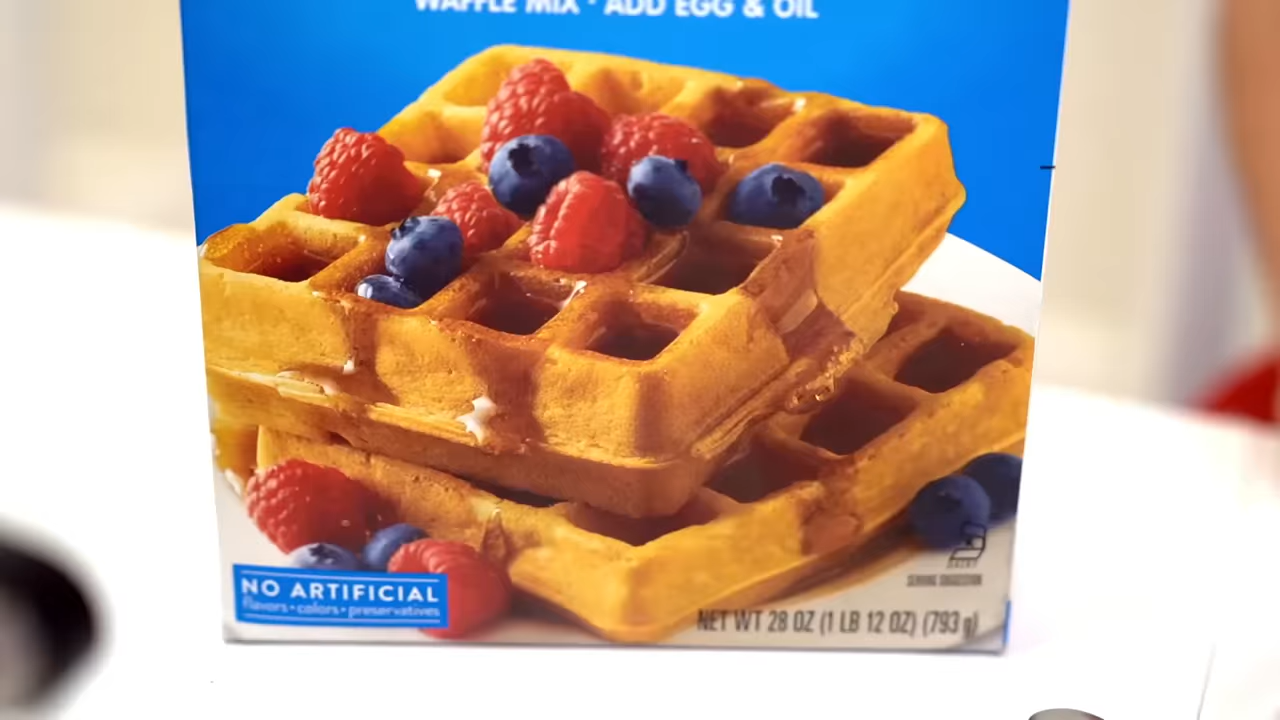 WAFFLE MIX · ADD EGG & OIL
NO ARTIFICIAL
flavors • colors • preservatives
DAIRY
SERVING SUGGESTION
NET WT 28 OZ (1 LB 12 OZ) (793 g)